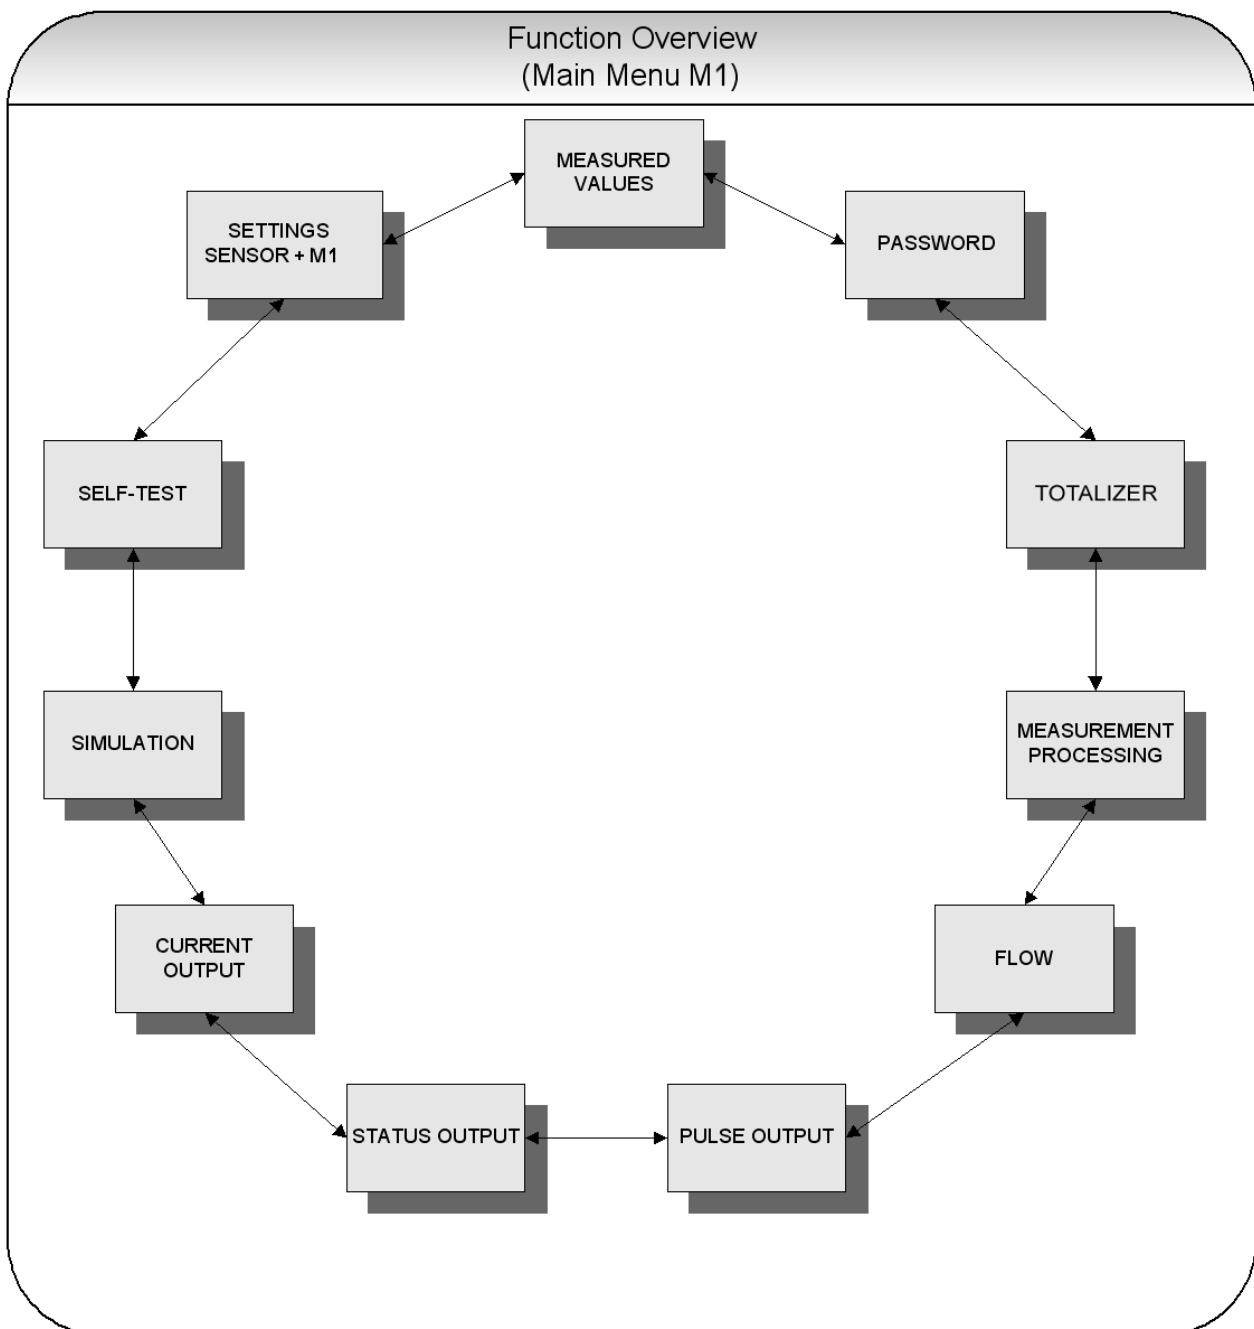 Function Overview
(Main Menu M1)
MEASURED
VALUES
SETTINGS
SENSOR + M1
PASSWORD
SELF-TEST
TOTALIZER
SIMULATION
MEASUREMENT
PROCESSING
CURRENT
OUTPUT
FLOW
STATUS OUTPUT
PULSE OUTPUT